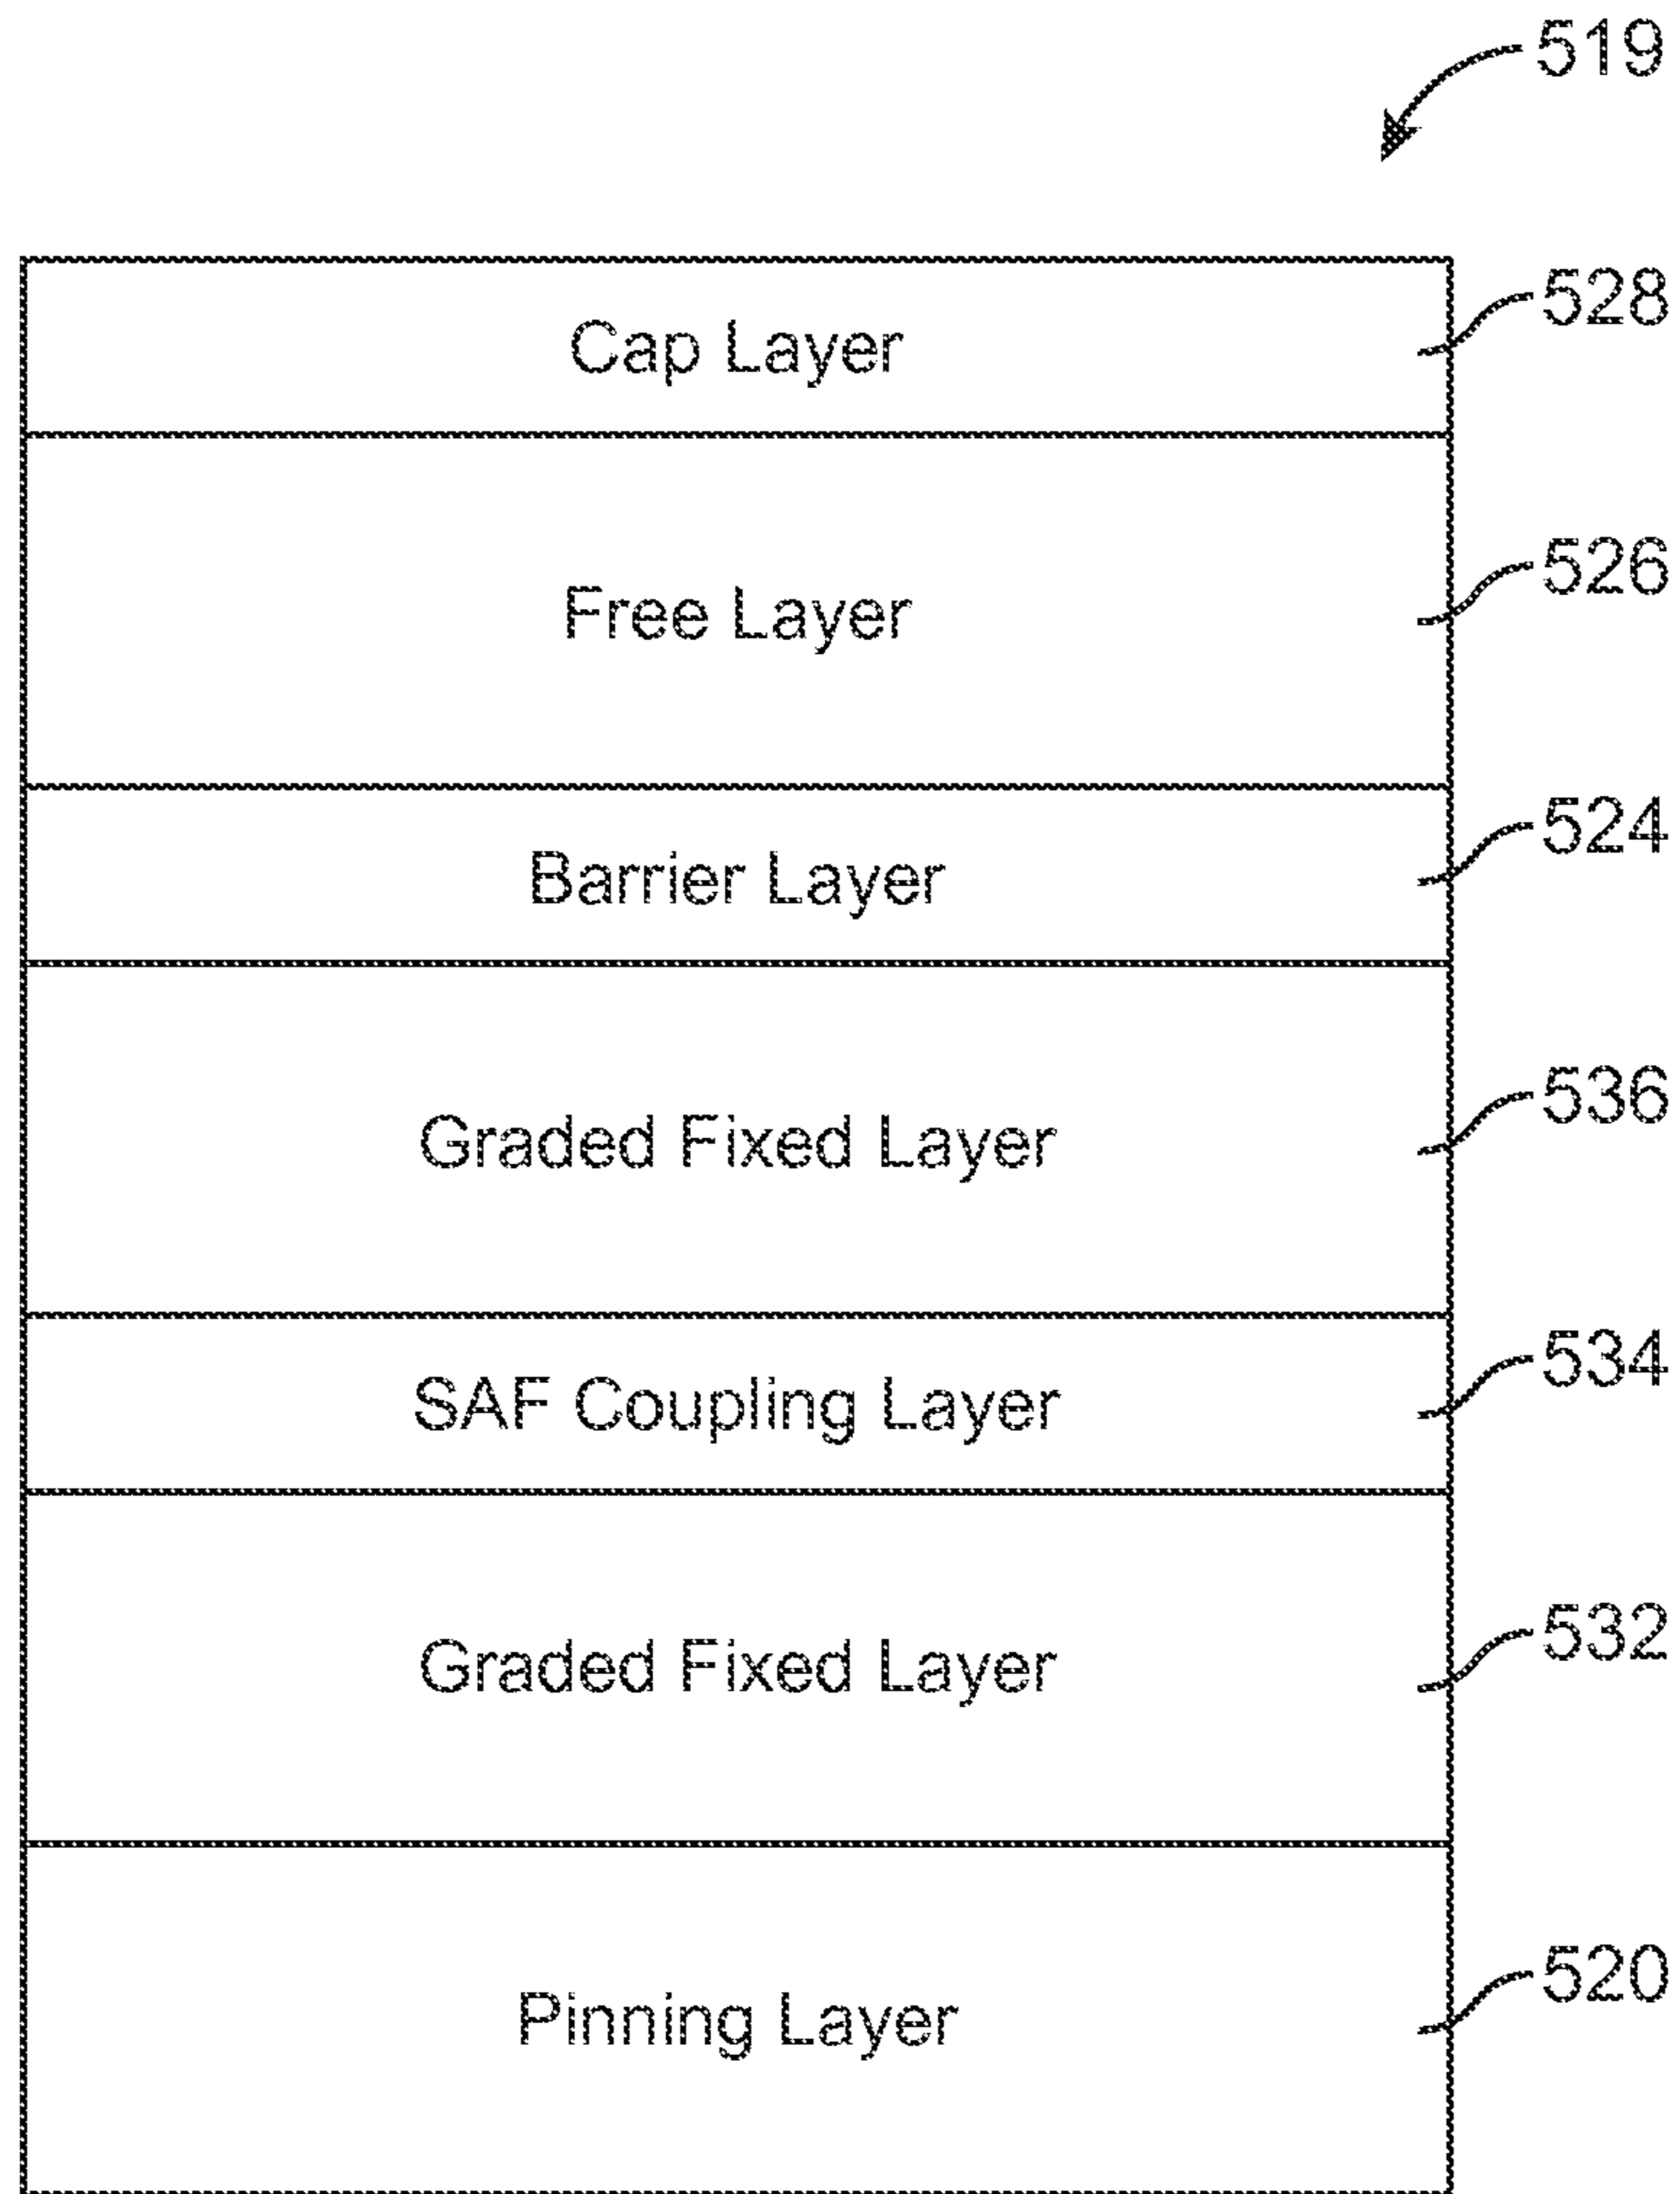 519
Cap Layer 528
Free Layer 526
Barrier Layer 524
Graded Fixed Layer 536
SAF Coupling Layer 534
Graded Fixed Layer 532
Pinning Layer 520